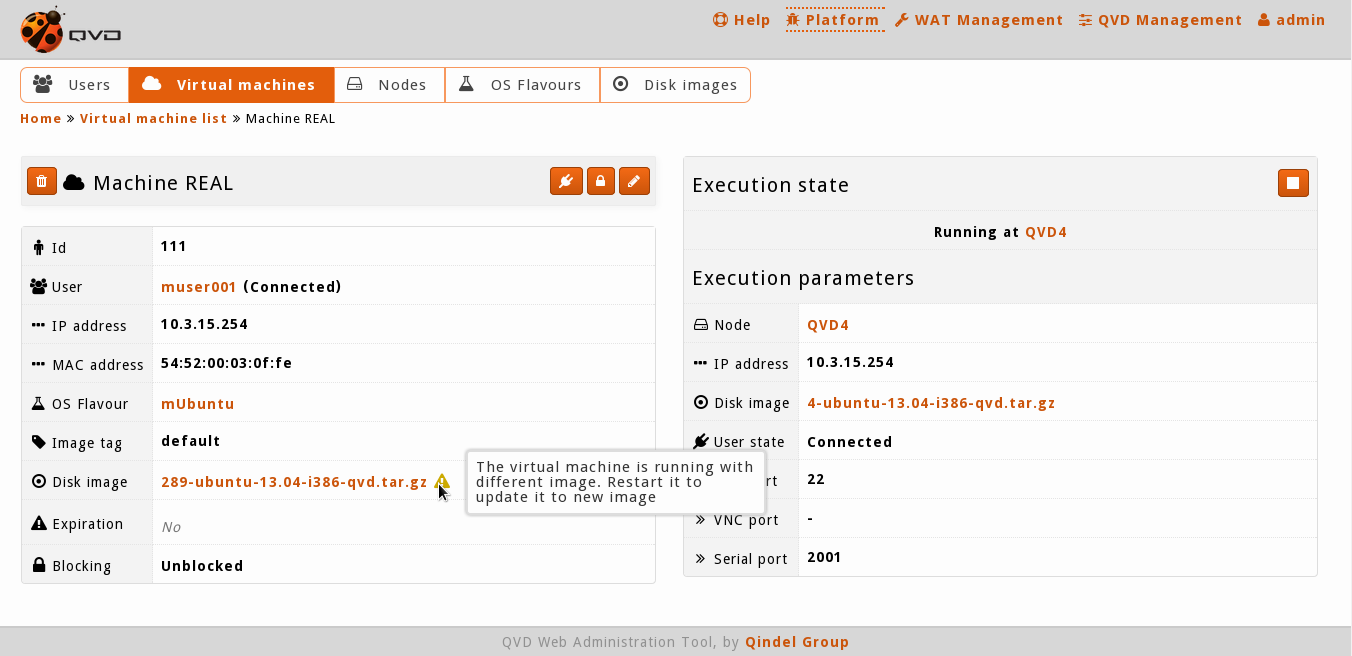 QVD
Help Platform WAT Management QVD Management admin
Users Virtual machines Nodes OS Flavours Disk images
Home » Virtual machine list » Machine REAL
Machine REAL
Id 111
User muser001 (Connected)
IP address 10.3.15.254
MAC address 54:52:00:03:0f:fe
OS Flavour mUbuntu
Image tag default
Disk image 289-ubuntu-13.04-i386-qvd.tar.gz
The virtual machine is running with
different image. Restart it to
update it to new image
Expiration No
Blocking Unblocked
Execution state
Running at QVD4
Execution parameters
Node QVD4
IP address 10.3.15.254
Disk image 4-ubuntu-13.04-i386-qvd.tar.gz
User state Connected
22
VNC port -
Serial port 2001
QVD Web Administration Tool, by Qindel Group